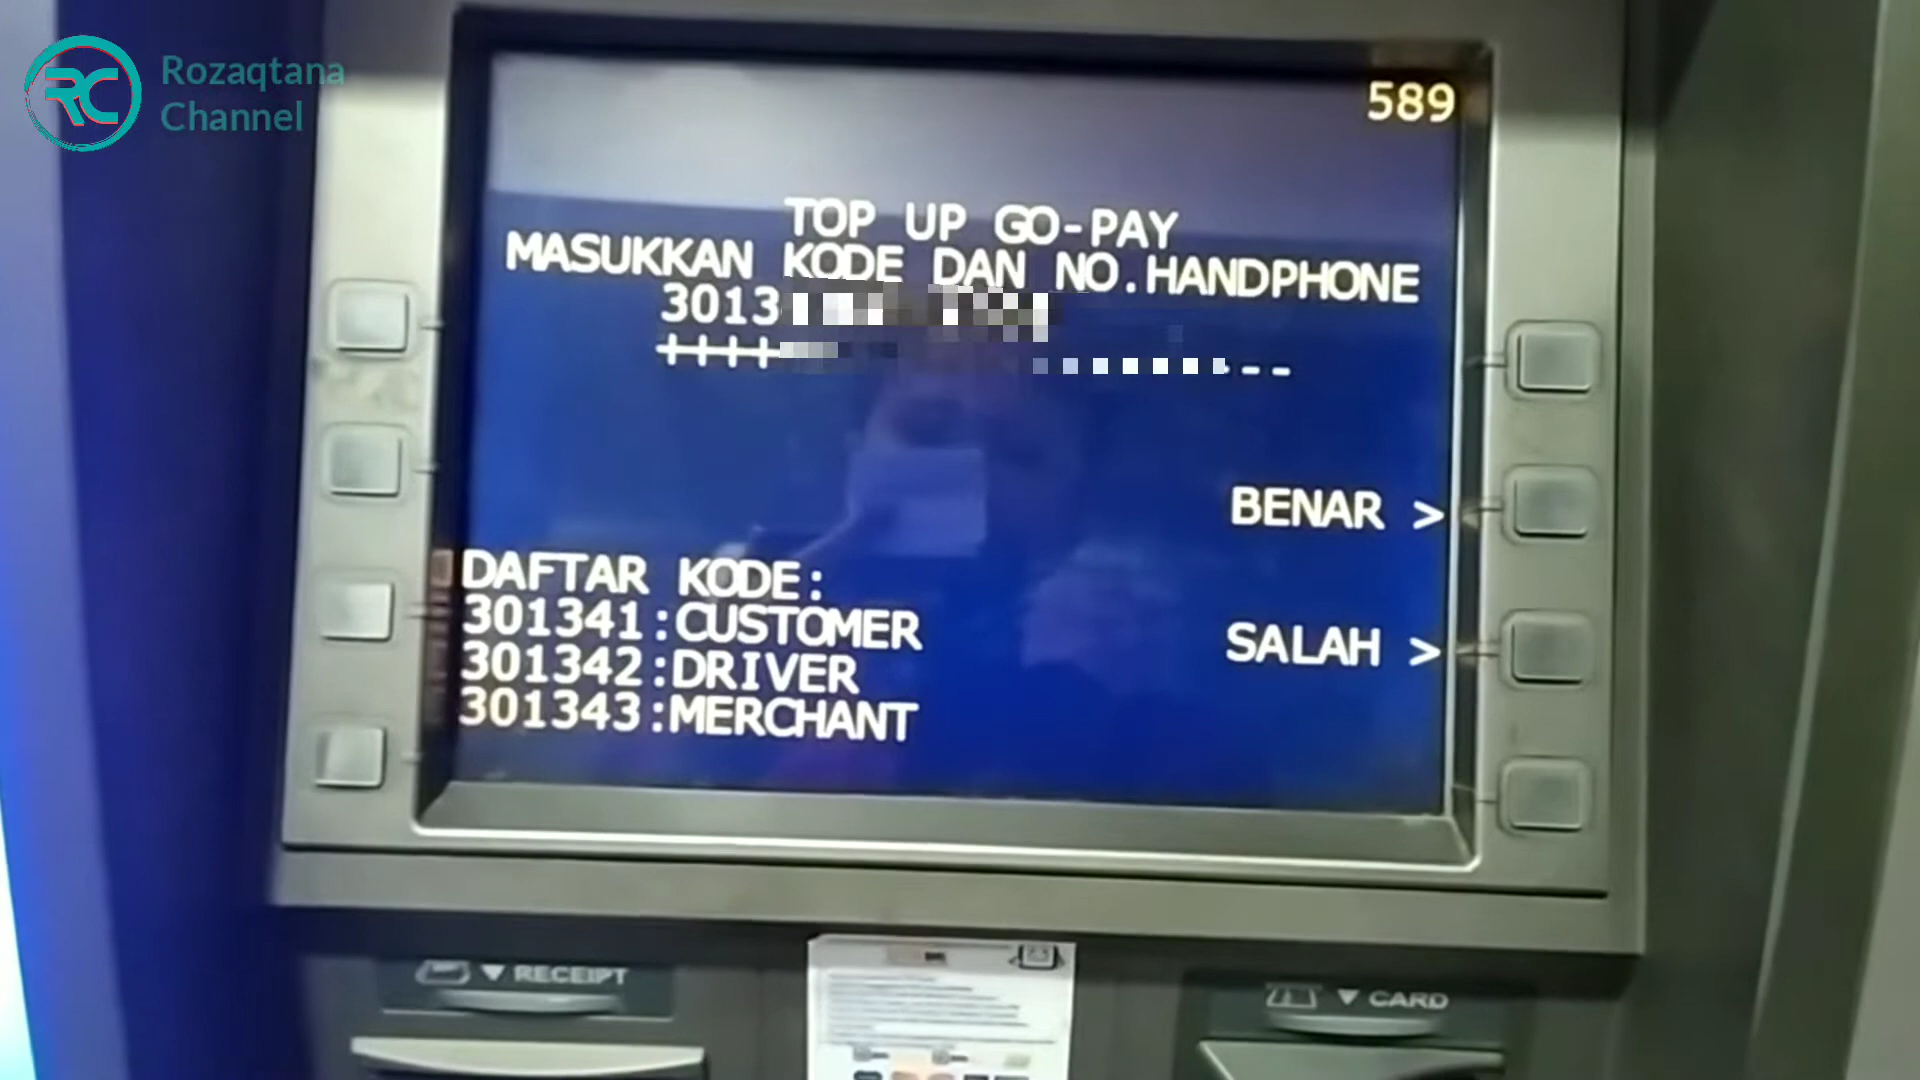 RC Rozaqtana
Channel
589
TOP UP GO-PAY
MASUKKAN KODE DAN NO.HANDPHONE
3013
BENAR >
DAFTAR KODE:
301341:CUSTOMER
301342:DRIVER
SALAH >
301343:MERCHANT
RECEIPT
CARD